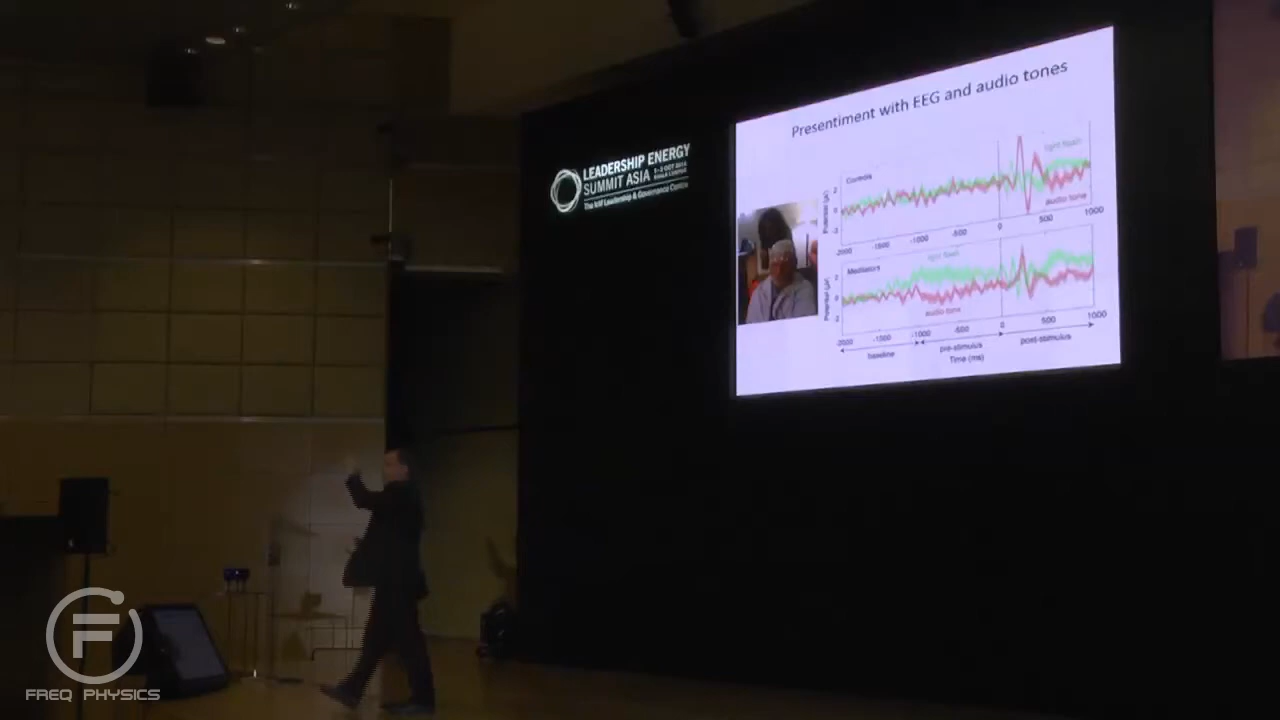 Presentiment with EEG and audio tones
LEADERSHIP ENERGY
SUMMIT ASIA
Controls
light flash
audio tone
-2000 -1500 -1000 -500 0 500 1000
Meditators
light flash
audio tone
-2000 -1500 -1000 -500 0 500 1000
baseline pre-stimulus post-stimulus
Time (ms)
FREQ PHYSICS